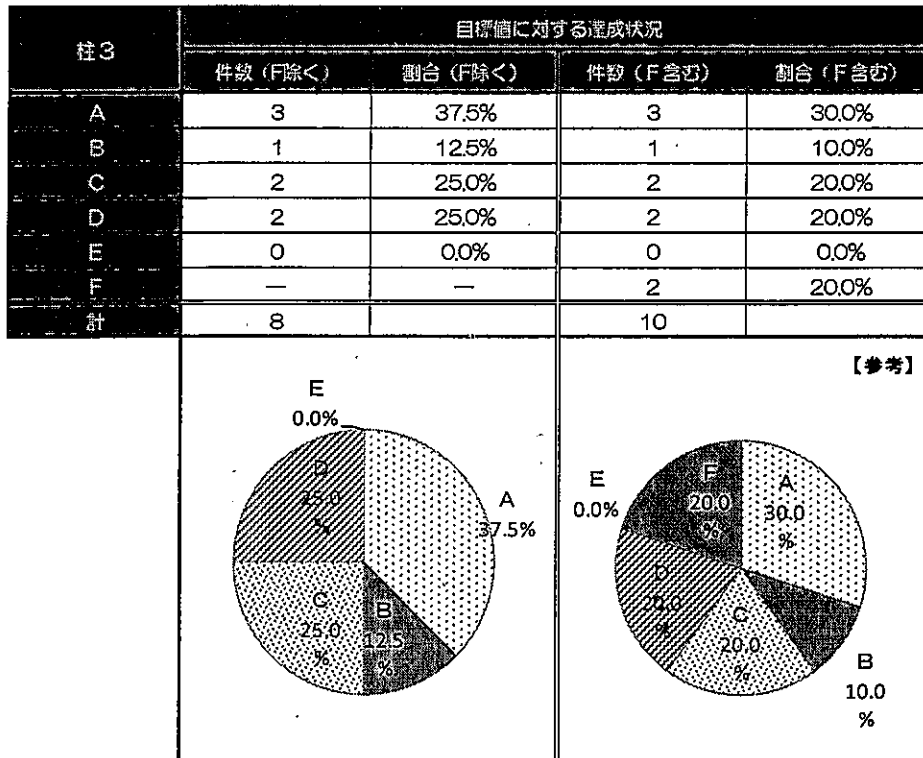 柱3
目標値に対する達成状況
件数（F除く） 割合（F除く） 件数（F含む） 割合（F含む）
A 3 37.5% 3 30.0%
B 1 12.5% 1 10.0%
C 2 25.0% 2 20.0%
D 2 25.0% 2 20.0%
E 0 0.0% 0 0.0%
F — — 2 20.0%
計 8 10
【参考】
E
0.0%
D
25.0
%
A
37.5%
C
25.0
%
B
12.5
%
E
0.0%
F
20.0
%
A
30.0
%
D
20.0
%
C
20.0
%
B
10.0
%